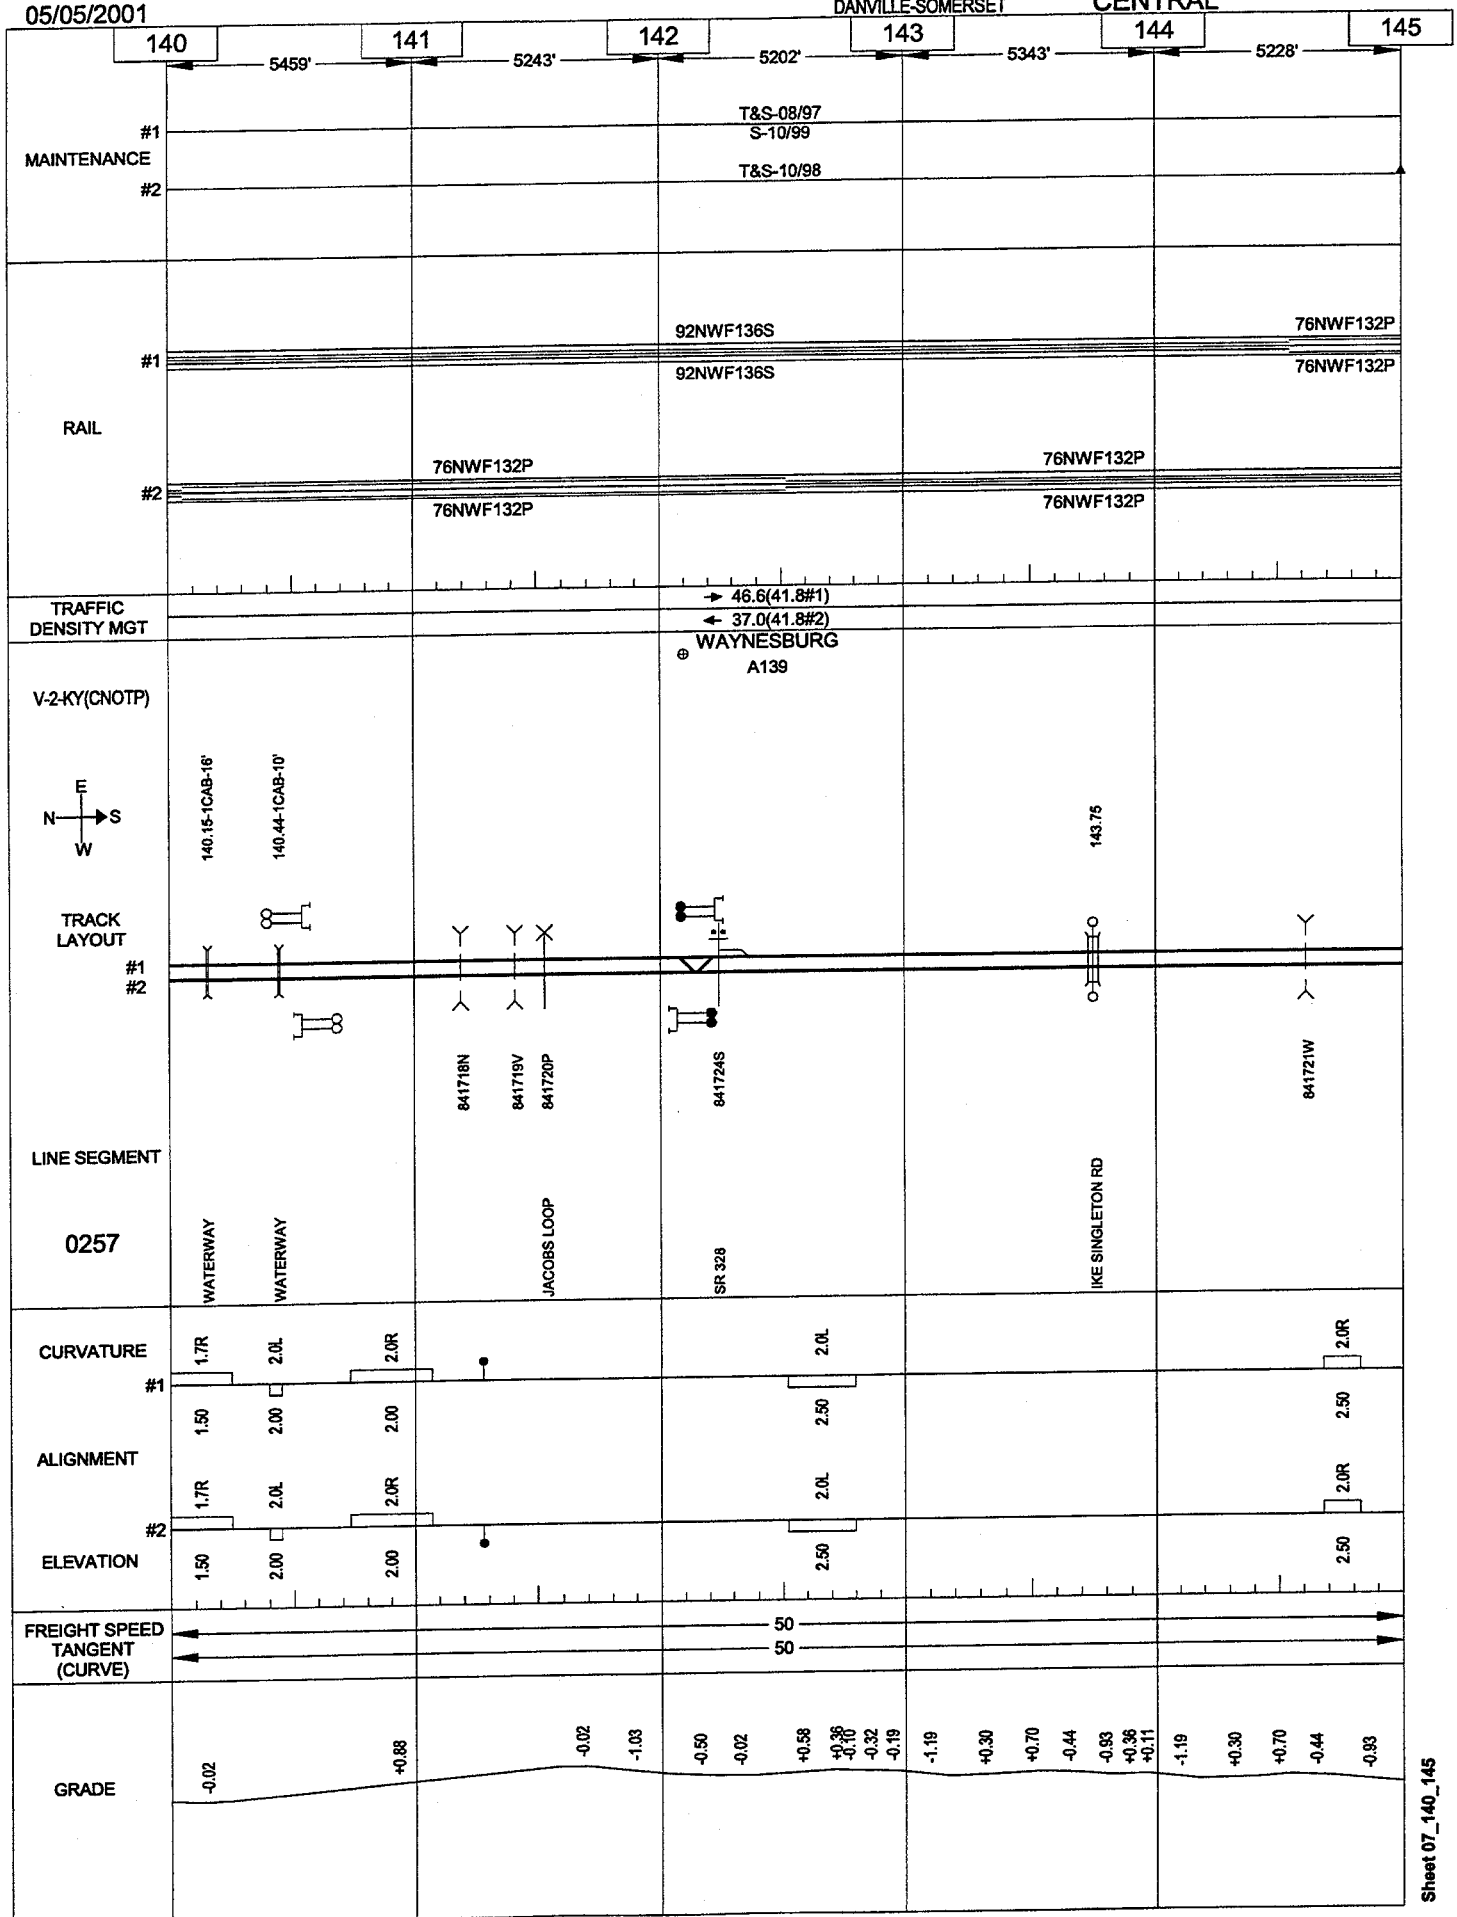 05/05/2001
DANVILLE-SOMERSET CENTRAL
140 141 142 143 144 145
5459' 5243' 5202' 5343' 5228'
T&S-08/97
#1
S-10/99
MAINTENANCE
T&S-10/98
#2
92NWF136S 76NWF132P
#1
92NWF136S 76NWF132P
RAIL
76NWF132P 76NWF132P
#2
76NWF132P 76NWF132P
TRAFFIC
DENSITY MGT
→ 46.6(41.8#1)
← 37.0(41.8#2)
WAYNESBURG
A139
V-2-KY(CNOTP)
E
N S
W
140.15-1CAB-16'
140.44-1CAB-10'
143.75
TRACK
LAYOUT
#1
#2
841718N
841719V
841720P
841724S
841721W
LINE SEGMENT
0257
WATERWAY
WATERWAY
JACOBS LOOP
SR 328
IKE SINGLETON RD
CURVATURE
1.7R 2.0L 2.0R 2.0L 2.0R
#1
1.50 2.00 2.00 2.50 2.50
ALIGNMENT
1.7R 2.0L 2.0R 2.0L 2.0R
#2
ELEVATION
1.50 2.00 2.00 2.50 2.50
FREIGHT SPEED
TANGENT
(CURVE)
50
50
GRADE
-0.02 +0.88 -0.02 -1.03 -0.50 -0.02 +0.58 +0.36 -0.10 -0.32 -0.19 -1.19 +0.30 +0.70 -0.44 -0.93 +0.36 +0.11 -1.19 +0.30 +0.70 -0.44 -0.93
Sheet 07_140_145